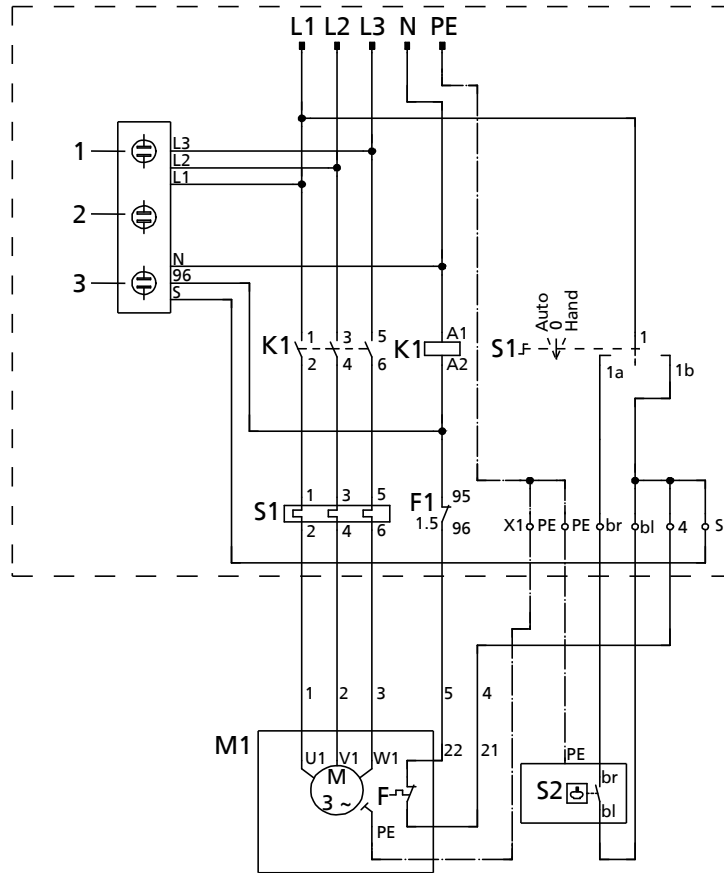 L1 L2 L3 N PE
1 L3
L2
L1
2
N
3 96
S
Auto
0
Hand
K1 1 3 5 K1 A1 S1 1
2 4 6 A2 1a 1b
S1 1 3 5 F1 95
2 4 6 1.5 96 X1 PE PE br bl 4 S
1 2 3 5 4
M1 22 21
U1 V1 W1 PE
M F S2 br
3 ~ PE bl